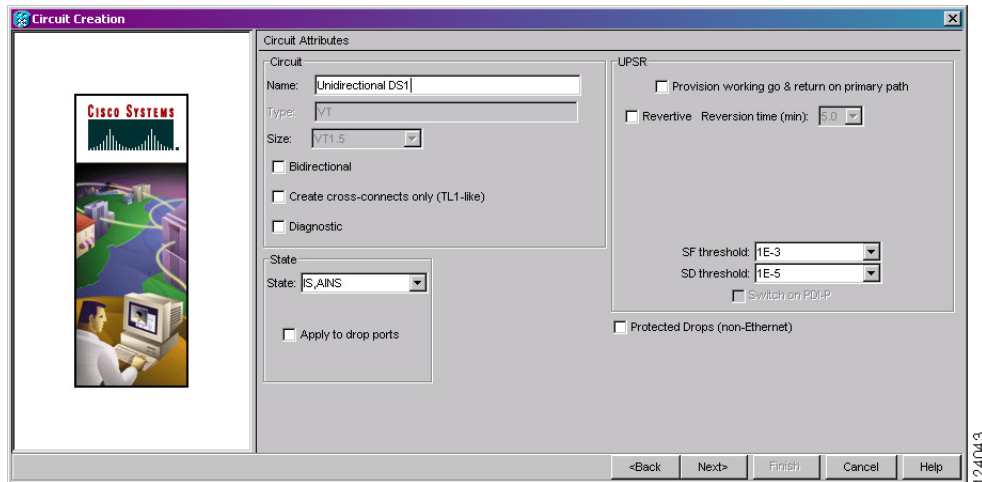 Circuit Creation
CISCO SYSTEMS
Circuit Attributes
Circuit
Name: Unidirectional DS1
Type: VT
Size: VT1.5
Bidirectional
Create cross-connects only (TL1-like)
Diagnostic
State
State: IS,AINS
Apply to drop ports
UPSR
Provision working go & return on primary path
Revertive Reversion time (min): 5.0
SF threshold: 1E-3
SD threshold: 1E-5
Switch on PDI-P
Protected Drops (non-Ethernet)
<Back Next> Finish Cancel Help
124043